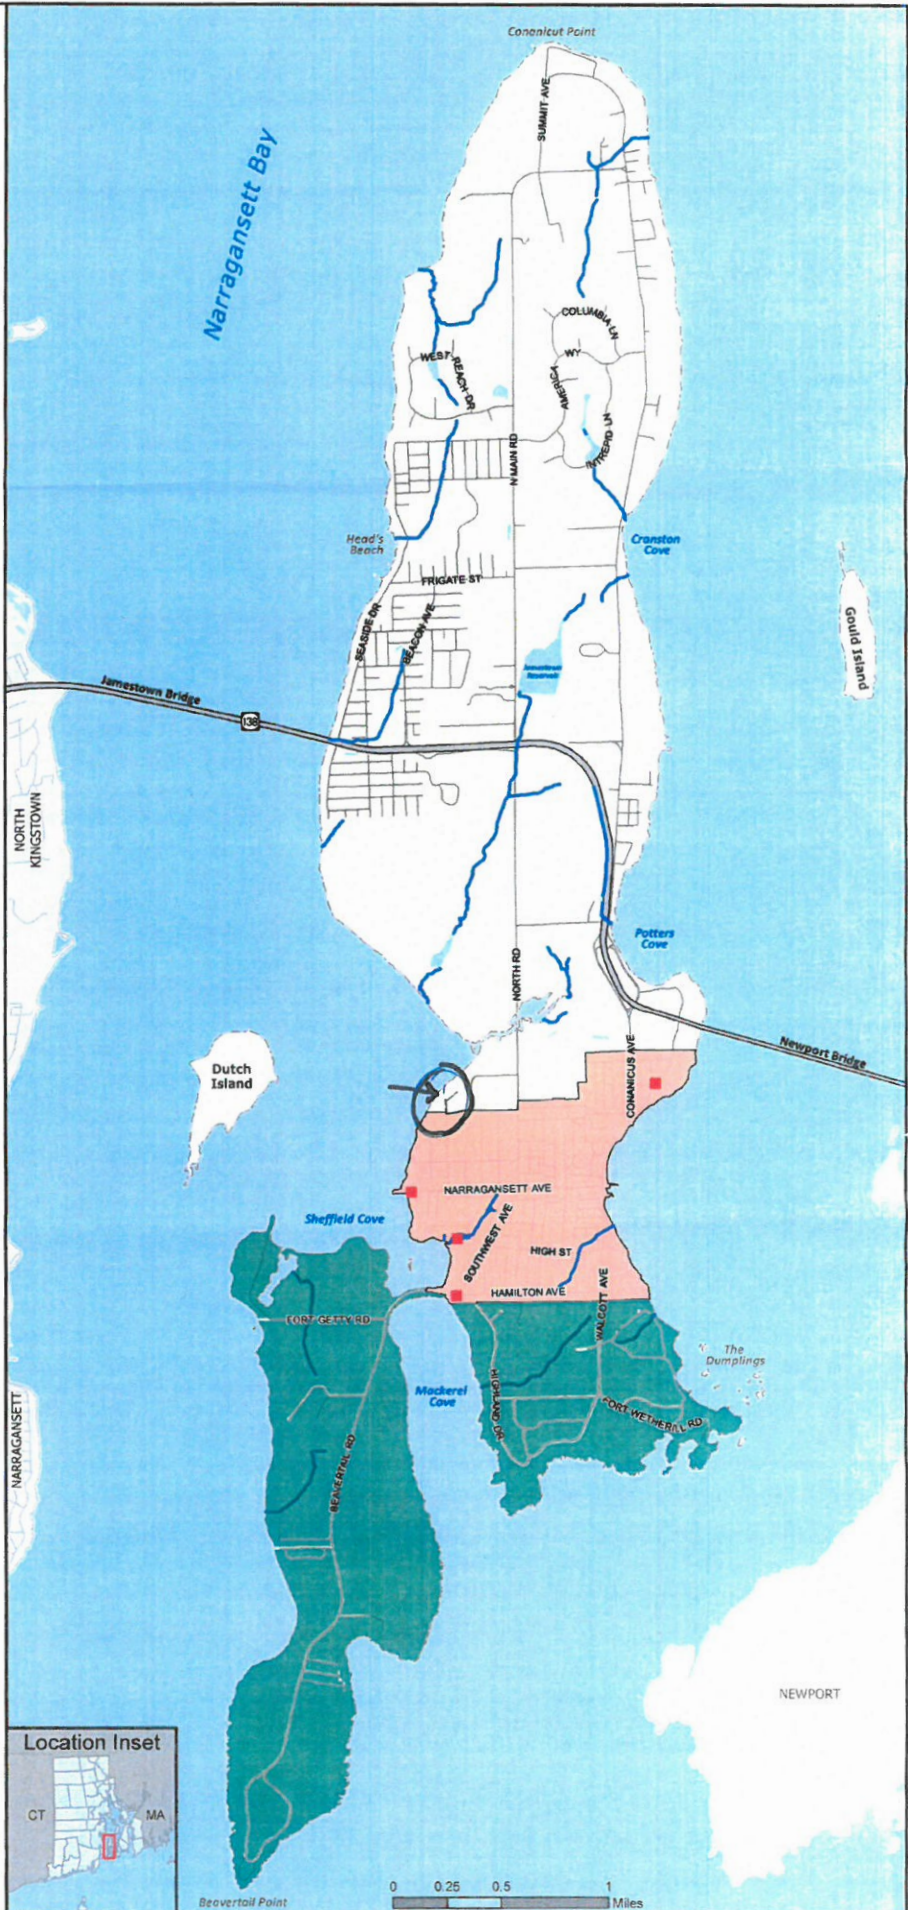 Conanicut Point
SUMMIT AVE
Narragansett Bay
COLUMBIA LN
WEST REACH DR
AMERICA WY
INTREPID LN
N MAIN RD
Head's
Beach
Cranston
Cove
FRIGATE ST
SEASIDE DR
BEACON AVE
Gould Island
Jamestown
Reservoir
Jamestown Bridge
138
NORTH
KINGSTOWN
Potters
Cove
NORTH RD
Newport Bridge
Dutch
Island
CONANICUS AVE
NARRAGANSETT AVE
Sheffield Cove
SOUTHWEST AVE
HIGH ST
HAMILTON AVE
WALCOTT AVE
FORT GETTY RD
The
Dumplings
Mackerel
Cove
HIGHLAND DR
FORT WETHERILL RD
NARRAGANSETT
BEAVERTAIL RD
NEWPORT
Location Inset
CT
MA
Beavertail Point
0 0.25 0.5 1
Miles